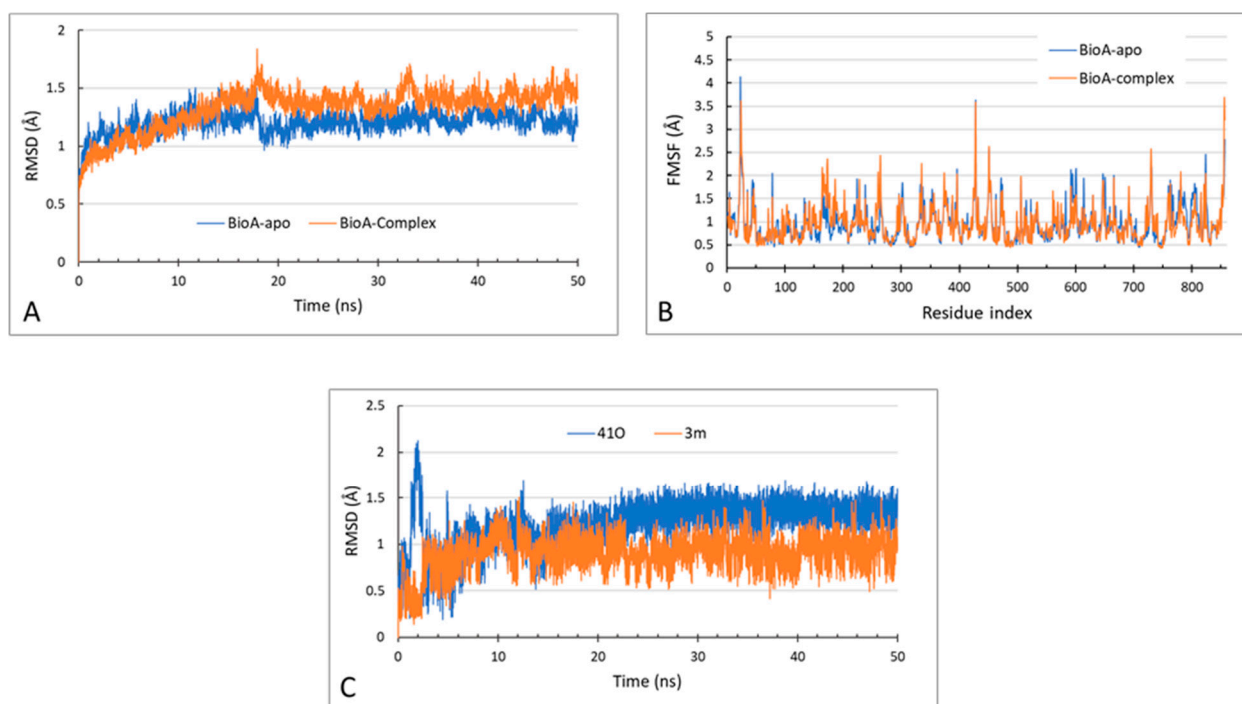 2
1.5
1
0.5
0
RMSD (Å)
BioA-apo BioA-Complex
0 10 20 30 40 50
Time (ns)
A
5
4.5
4
3.5
3
2.5
2
1.5
1
0.5
0
FMSF (Å)
BioA-apo
BioA-complex
0 100 200 300 400 500 600 700 800
Residue index
B
2.5
2
1.5
1
0.5
0
RMSD (Å)
41O 3m
0 10 20 30 40 50
Time (ns)
C